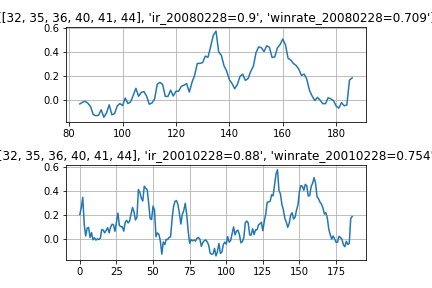 [32, 35, 36, 40, 41, 44], 'ir_20080228=0.9', 'winrate_20080228=0.709']
0.6
0.4
0.2
0.0
80 100 120 140 160 180
[32, 35, 36, 40, 41, 44], 'ir_20010228=0.88', 'winrate_20010228=0.754'
0.6
0.4
0.2
0.0
0 25 50 75 100 125 150 175